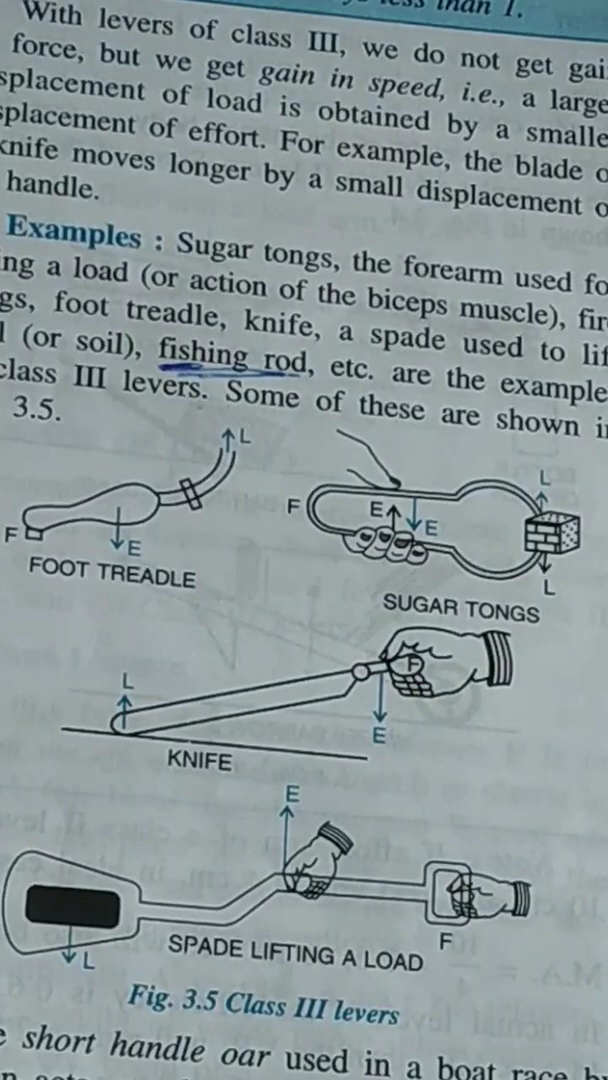 less than 1.
With levers of class III, we do not get gai
force, but we get gain in speed, i.e., a large
splacement of load is obtained by a smalle
splacement of effort. For example, the blade o
knife moves longer by a small displacement o
handle.
Examples : Sugar tongs, the forearm used fo
ing a load (or action of the biceps muscle), fir
gs, foot treadle, knife, a spade used to lif
l (or soil), fishing rod, etc. are the example
class III levers. Some of these are shown i
3.5.
L
F
E
FOOT TREADLE
F
E
E
L
L
SUGAR TONGS
L
F
E
KNIFE
E
L
F
SPADE LIFTING A LOAD
Fig. 3.5 Class III levers
e short handle oar used in a boat race b